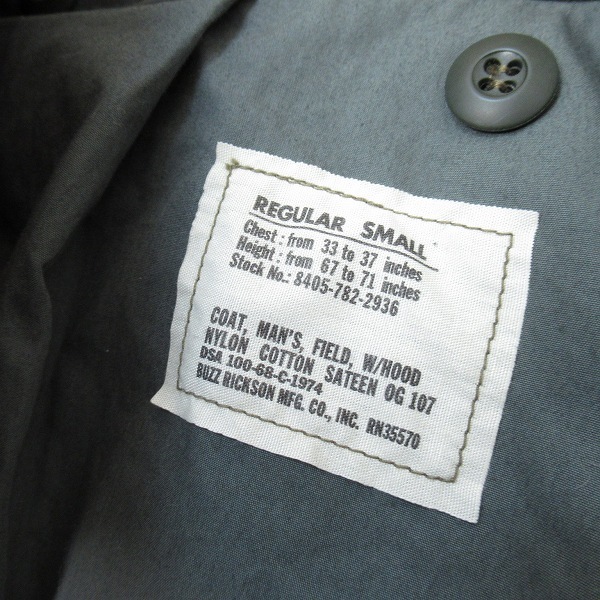 REGULAR SMALL
Chest : from 33 to 37 inches
Height : from 67 to 71 inches
Stock No.: 8405-782-2936
COAT, MAN'S, FIELD, W/HOOD
NYLON COTTON SATEEN OG 107
DSA 100-68-C-1974
BUZZ RICKSON MFG. CO., INC. RN35570